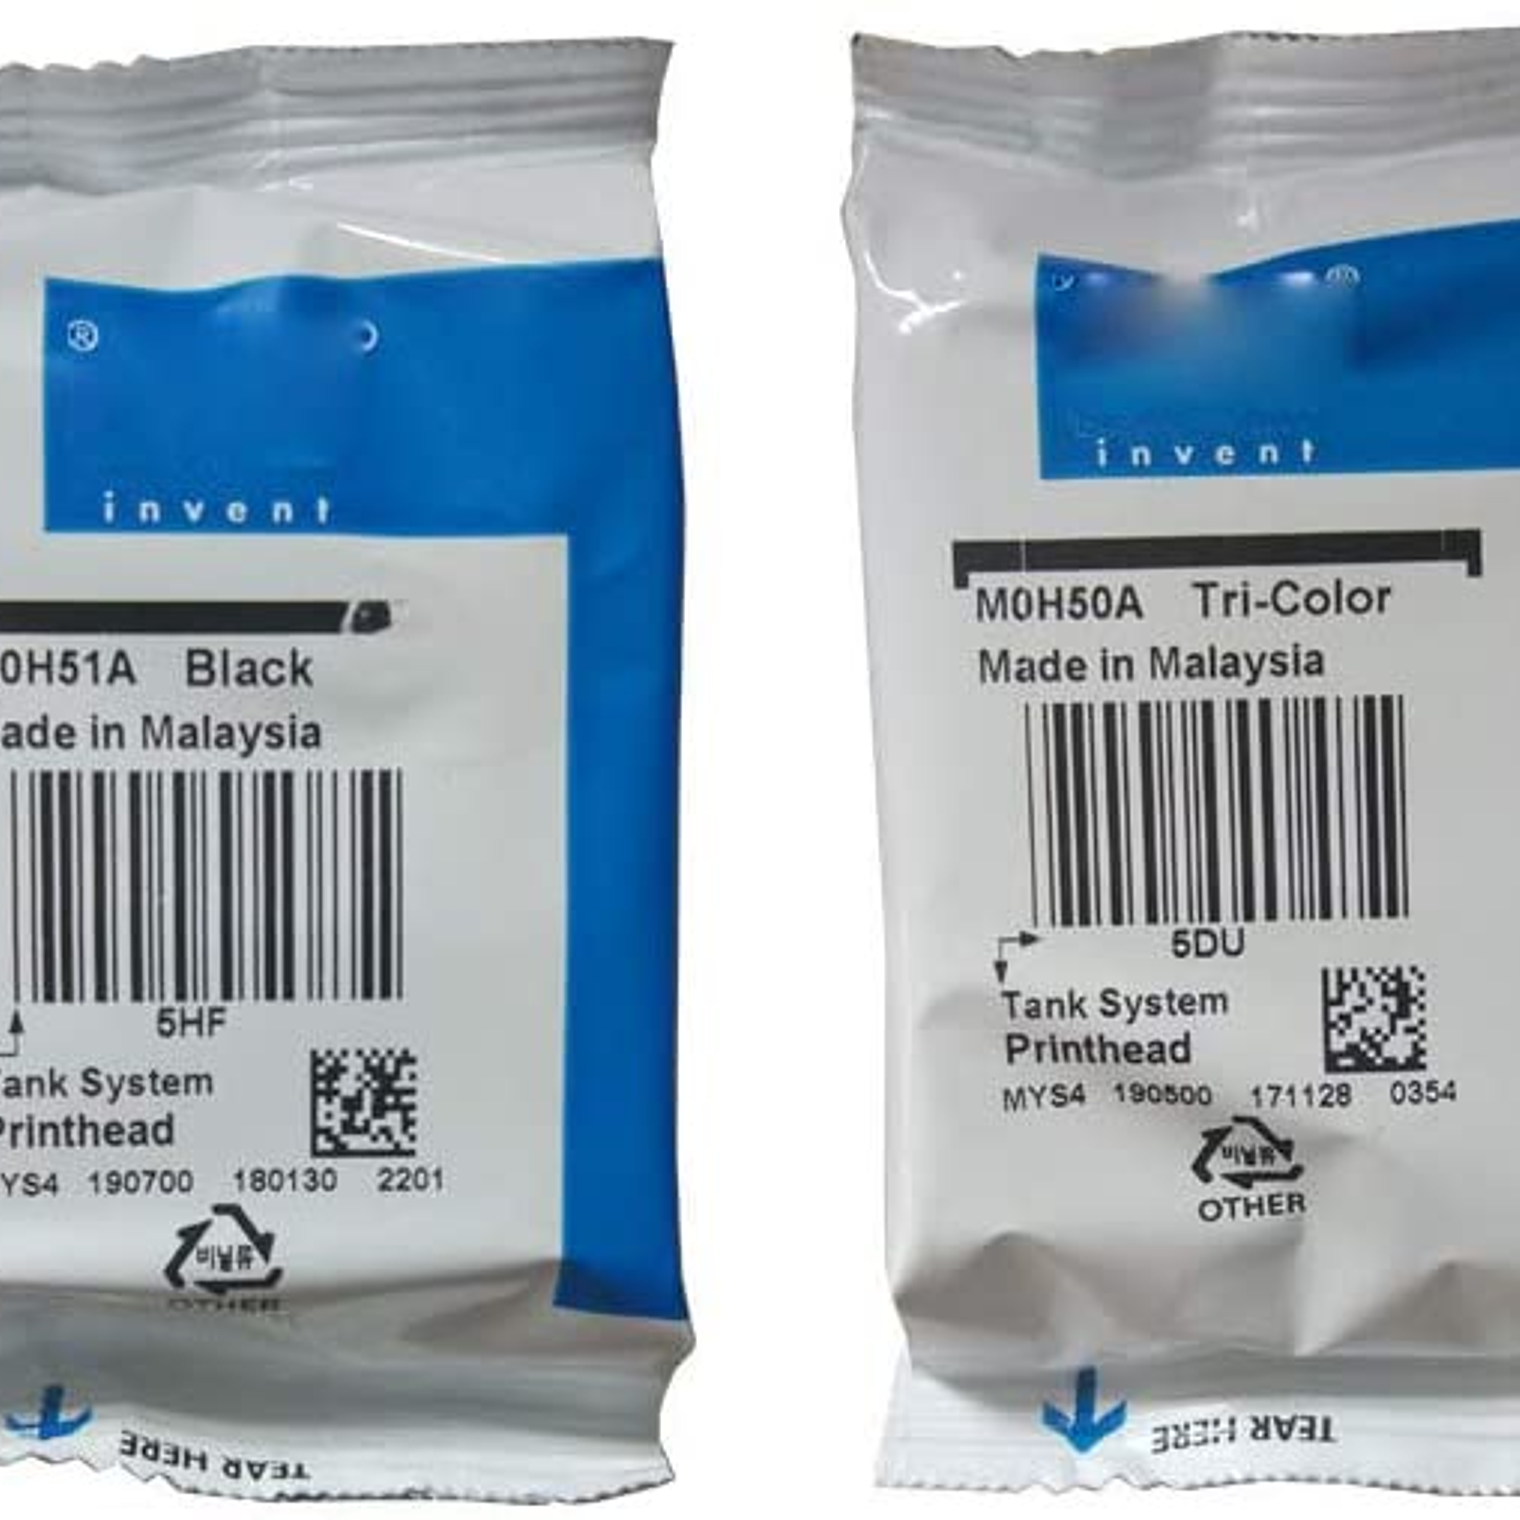 ®
invent
0H51A Black
ade in Malaysia
5HF
ank System
Printhead
YS4 190700 180130 2201
비닐류
OTHER
TEAR HERE
®
invent
M0H50A Tri-Color
Made in Malaysia
5DU
Tank System
Printhead
MYS4 190500 171128 0354
비닐류
OTHER
TEAR HERE